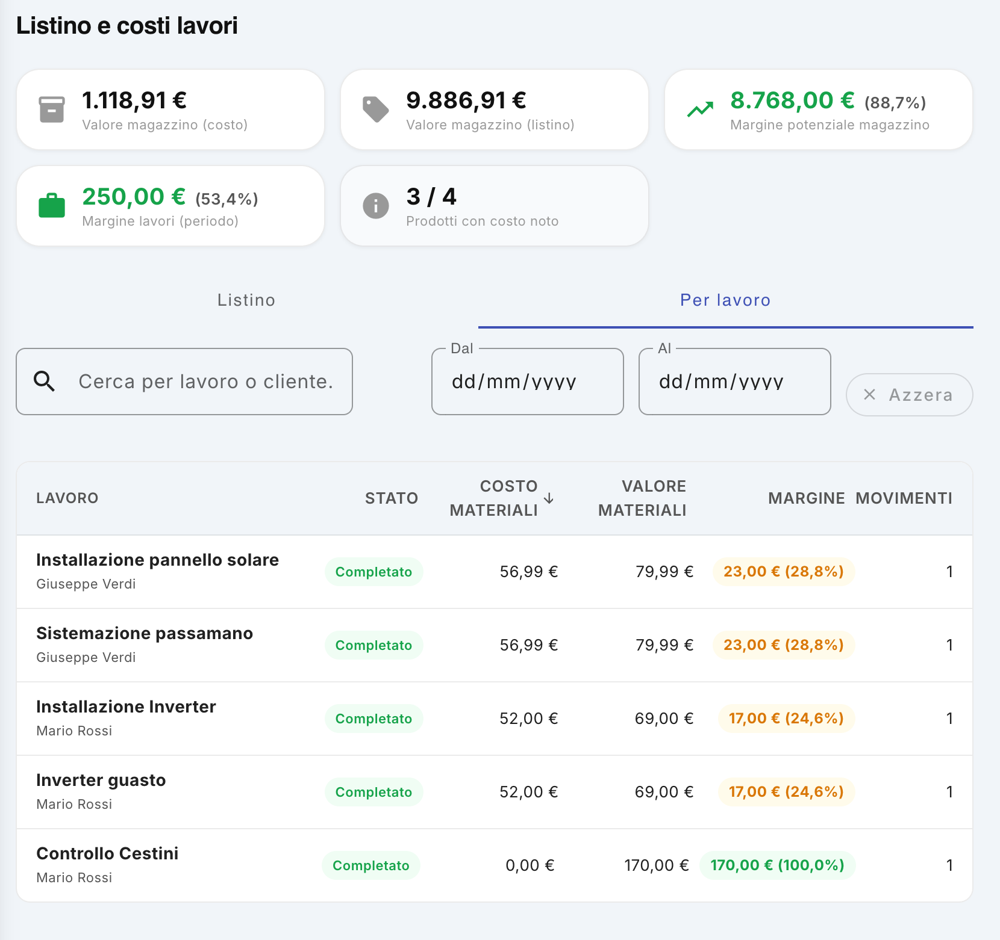 Listino e costi lavori
1.118,91 €
Valore magazzino (costo)
9.886,91 €
Valore magazzino (listino)
8.768,00 € (88,7%)
Margine potenziale magazzino
250,00 € (53,4%)
Margine lavori (periodo)
3 / 4
Prodotti con costo noto
Listino
Per lavoro
Cerca per lavoro o cliente.
Dal
dd/mm/yyyy
Al
dd/mm/yyyy
Azzera
LAVORO
STATO
COSTO
MATERIALI
VALORE
MATERIALI
MARGINE
MOVIMENTI
Installazione pannello solare
Giuseppe Verdi
Completato
56,99 €
79,99 €
23,00 € (28,8%)
1
Sistemazione passamano
Giuseppe Verdi
Completato
56,99 €
79,99 €
23,00 € (28,8%)
1
Installazione Inverter
Mario Rossi
Completato
52,00 €
69,00 €
17,00 € (24,6%)
1
Inverter guasto
Mario Rossi
Completato
52,00 €
69,00 €
17,00 € (24,6%)
1
Controllo Cestini
Mario Rossi
Completato
0,00 €
170,00 €
170,00 € (100,0%)
1